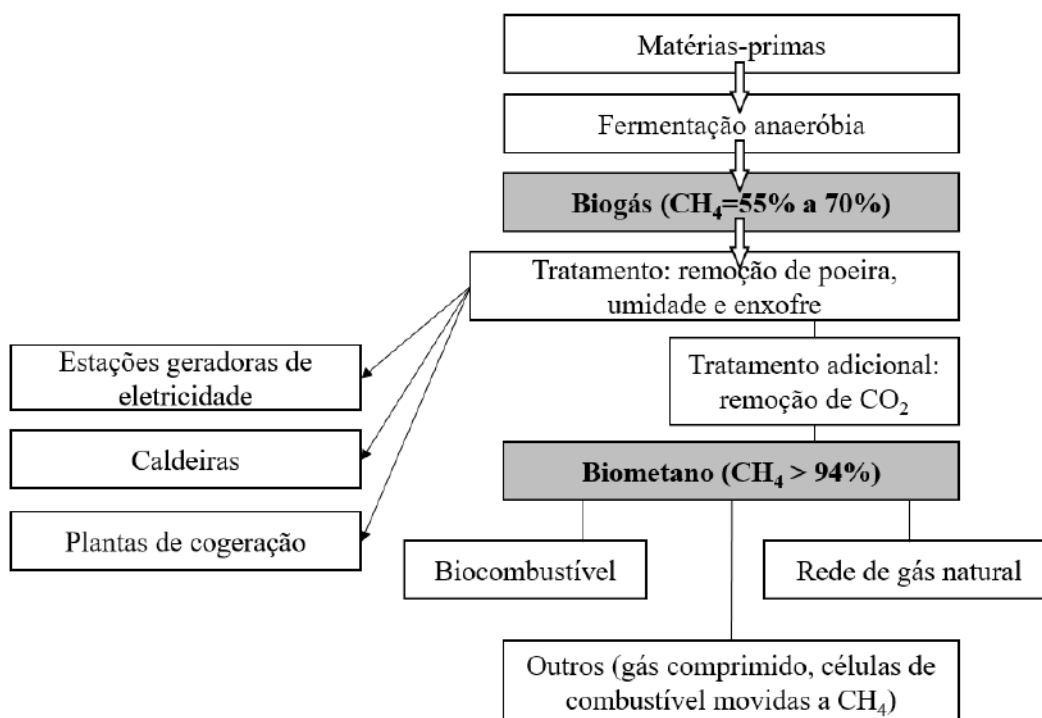 Matérias-primas
Fermentação anaeróbia
Biogás (CH₄=55% a 70%)
Tratamento: remoção de poeira,
umidade e enxofre
Estações geradoras de
eletricidade
Caldeiras
Plantas de cogeração
Tratamento adicional:
remoção de CO₂
Biometano (CH₄ > 94%)
Biocombustível
Rede de gás natural
Outros (gás comprimido, células de
combustível movidas a CH₄)